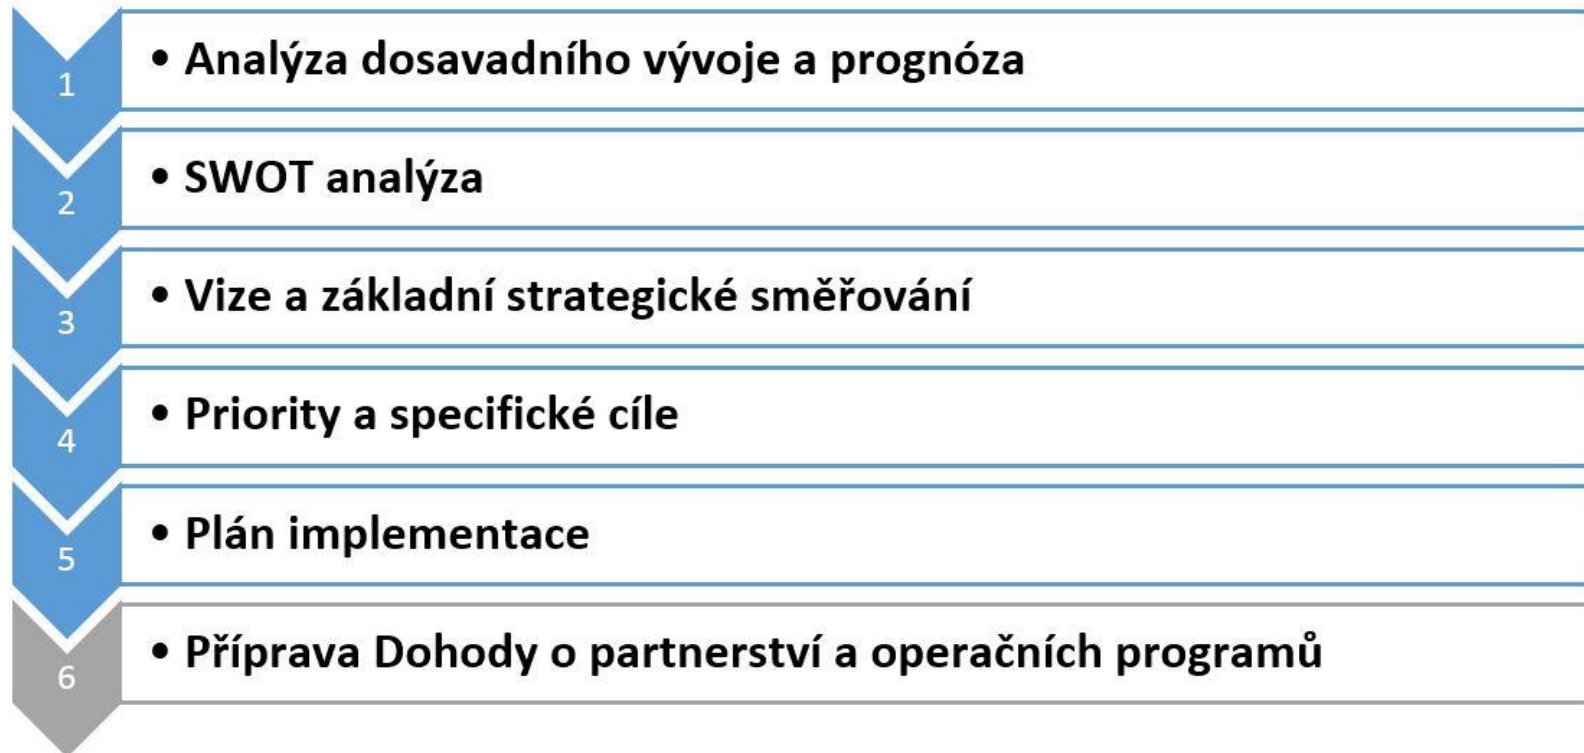 1
• Analýza dosavadního vývoje a prognóza
2
• SWOT analýza
3
• Vize a základní strategické směřování
4
• Priority a specifické cíle
5
• Plán implementace
6
• Příprava Dohody o partnerství a operačních programů